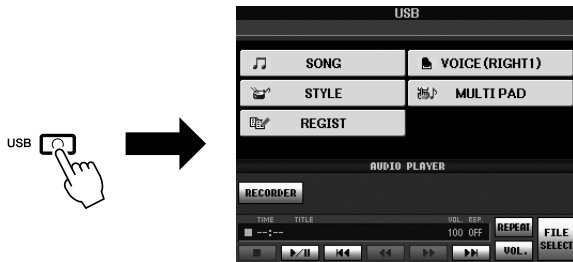 USB
USB
SONG
VOICE(RIGHT1)
STYLE
MULTI PAD
REGIST
AUDIO PLAYER
RECORDER
TIME TITLE VOL. REP.
--:-- 100 OFF
REPEAT
VOL.
FILE
SELECT